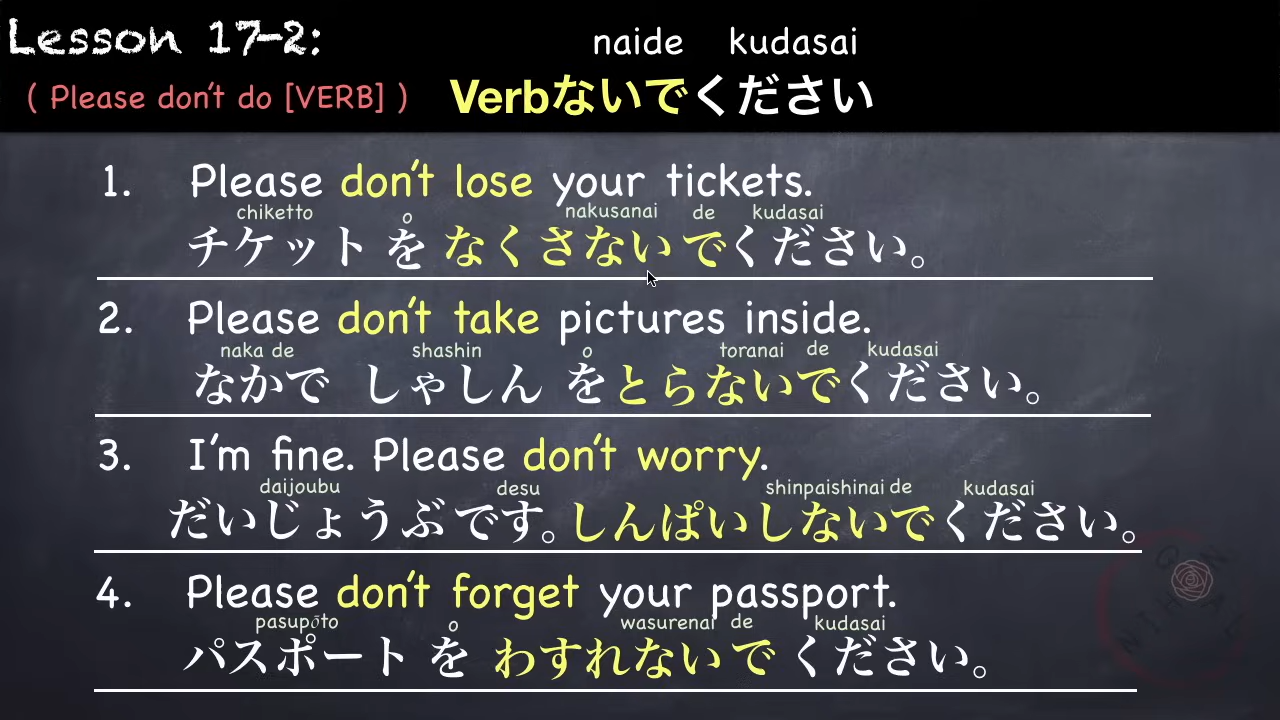 Lesson 17-2:
naide kudasai
( Please don't do [VERB] ) Verbないでください
1. Please don't lose your tickets.
chiketto o nakusanai de kudasai
チケット を なくさない でください。
2. Please don't take pictures inside.
naka de shashin o toranai de kudasai
なかで しゃしん をとらないでください。
3. I'm fine. Please don't worry.
daijoubu desu shinpaishinai de kudasai
だいじょうぶです。しんぱいしないでください。
4. Please don't forget your passport.
pasupōto o wasurenai de kudasai
パスポート を わすれない で ください。